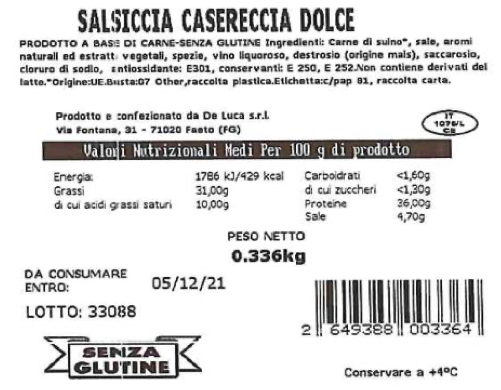 SALSICCIA CASERECCIA DOLCE
PRODOTTO A BASE DI CARNE-SENZA GLUTINE Ingredienti: Carne di suino*, sale, aromi
naturali ed estratti vegetali, spezie, vino liquoroso, destrosio (origine mais), saccarosio,
cloruro di sodio, antiossidante: E301, conservanti: E 250, E 252.Non contiene derivati del
latte.*Origine:UE.Busta:07 Other,raccolta plastica.Etichetta:c/pap 81, raccolta carta.
Prodotto e confezionato da De Luca s.r.l.
Via Fontana, 31 - 71020 Faeto (FG)
IT
1076/L
CE
Valori Nutrizionali Medi Per 100 g di prodotto
Energia: 1786 kJ/429 kcal Carboidrati <1,60g
Grassi 31,00g di cui zuccheri <1,30g
di cui acidi grassi saturi 10,00g Proteine 36,00g
Sale 4,70g
PESO NETTO
0.336kg
DA CONSUMARE
ENTRO: 05/12/21
LOTTO: 33088
2 649388 003364
SENZA
GLUTINE
Conservare a +4°C